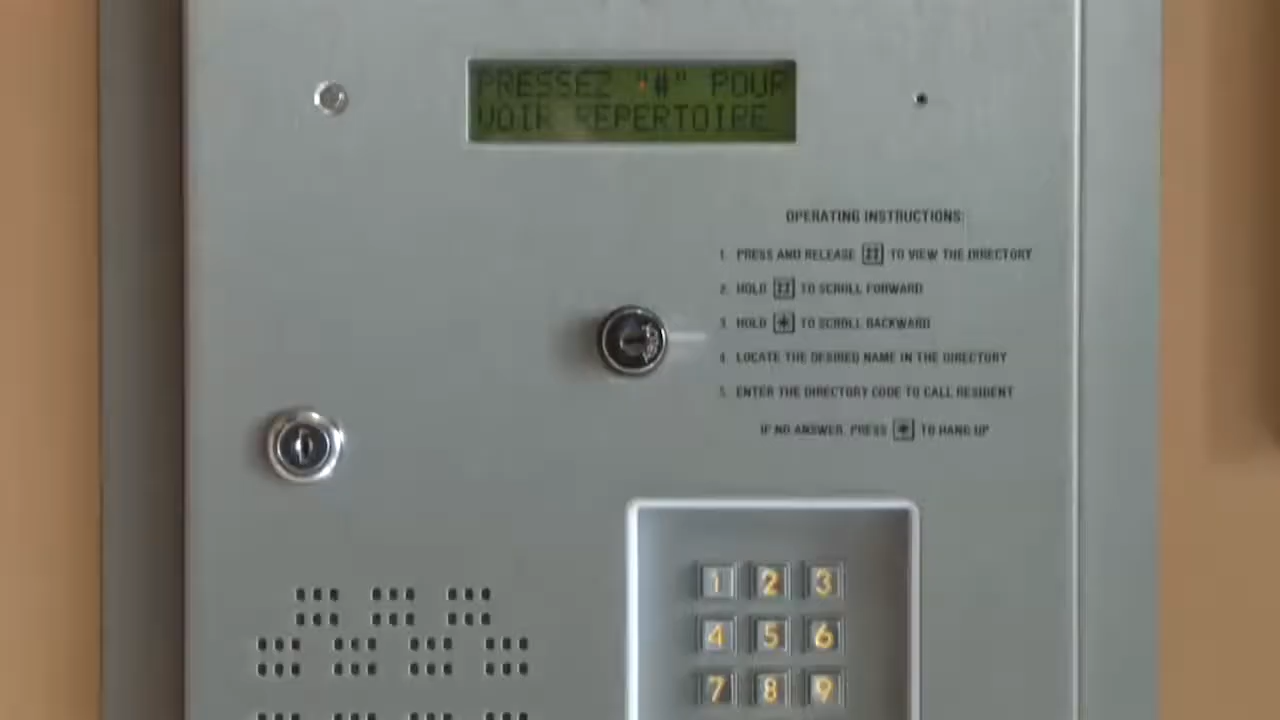 PRESSEZ "#" POUR
VOIR REPERTOIRE
OPERATING INSTRUCTIONS:
1. PRESS AND RELEASE # TO VIEW THE DIRECTORY
2. HOLD # TO SCROLL FORWARD
3. HOLD * TO SCROLL BACKWARD
4. LOCATE THE DESIRED NAME IN THE DIRECTORY
5. ENTER THE DIRECTORY CODE TO CALL RESIDENT
IF NO ANSWER, PRESS * TO HANG UP
1 2 3
4 5 6
7 8 9